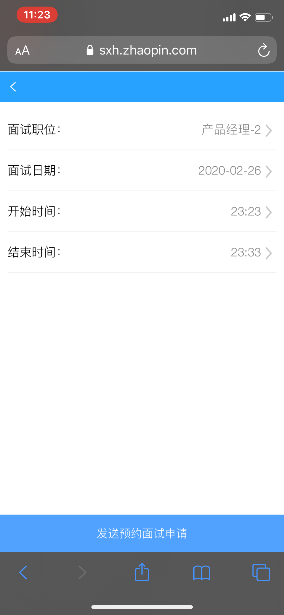 11:23
AA sxh.zhaopin.com
面试职位： 产品经理-2
面试日期： 2020-02-26
开始时间： 23:23
结束时间： 23:33
发送预约面试申请